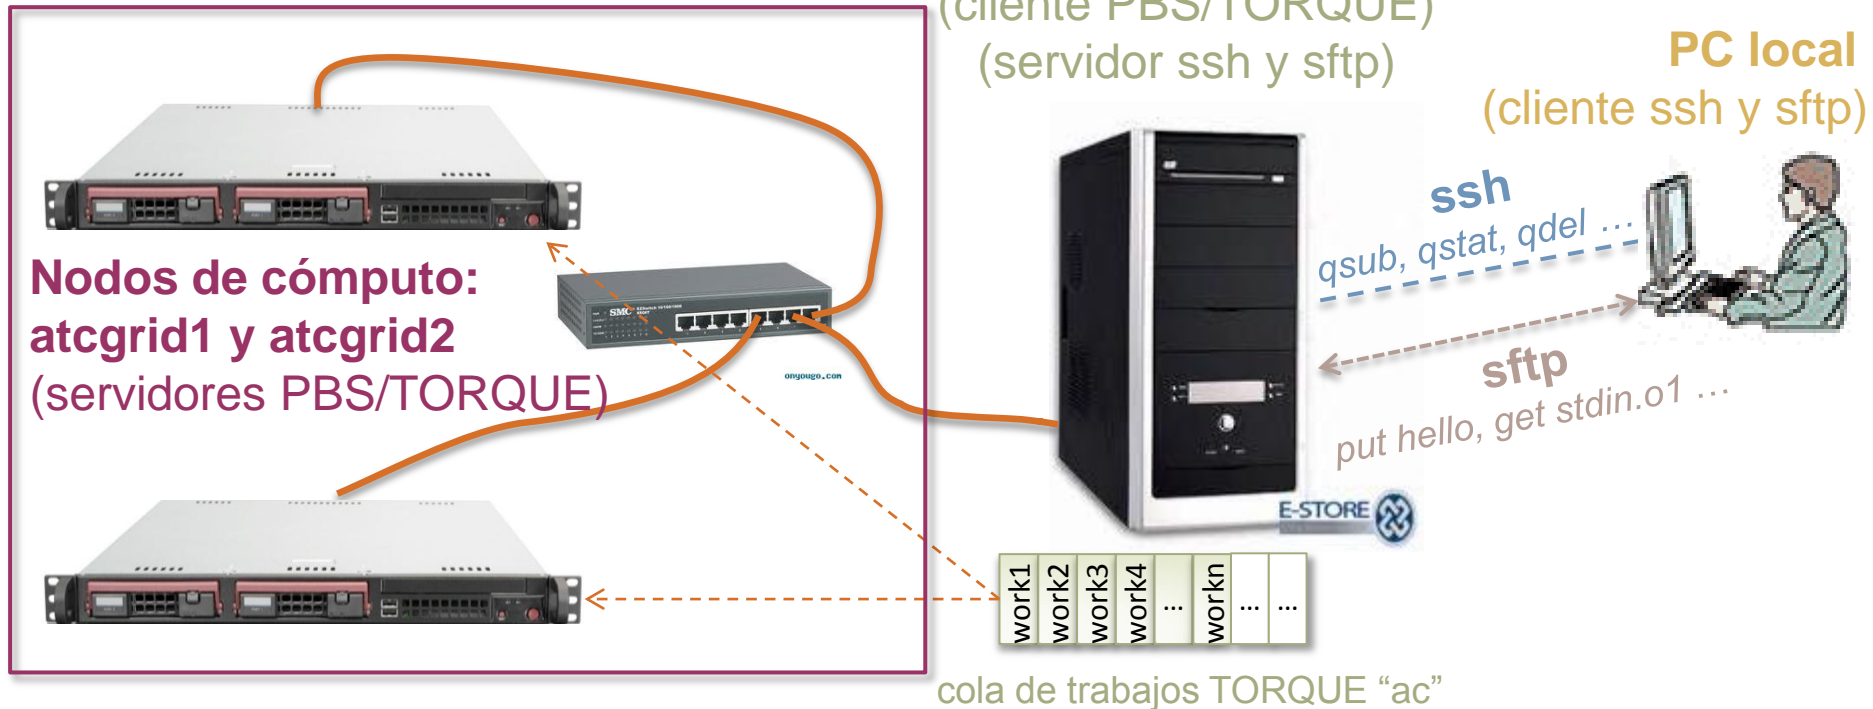 (cliente PBS/TORQUE)
(servidor ssh y sftp)
PC local
(cliente ssh y sftp)
ssh
qsub, qstat, qdel ...
sftp
put hello, get stdin.o1 ...
Nodos de cómputo:
atcgrid1 y atcgrid2
(servidores PBS/TORQUE)
SMC
onyougo.com
E-STORE
work1
work2
work3
work4
...
workn
...
...
cola de trabajos TORQUE “ac”